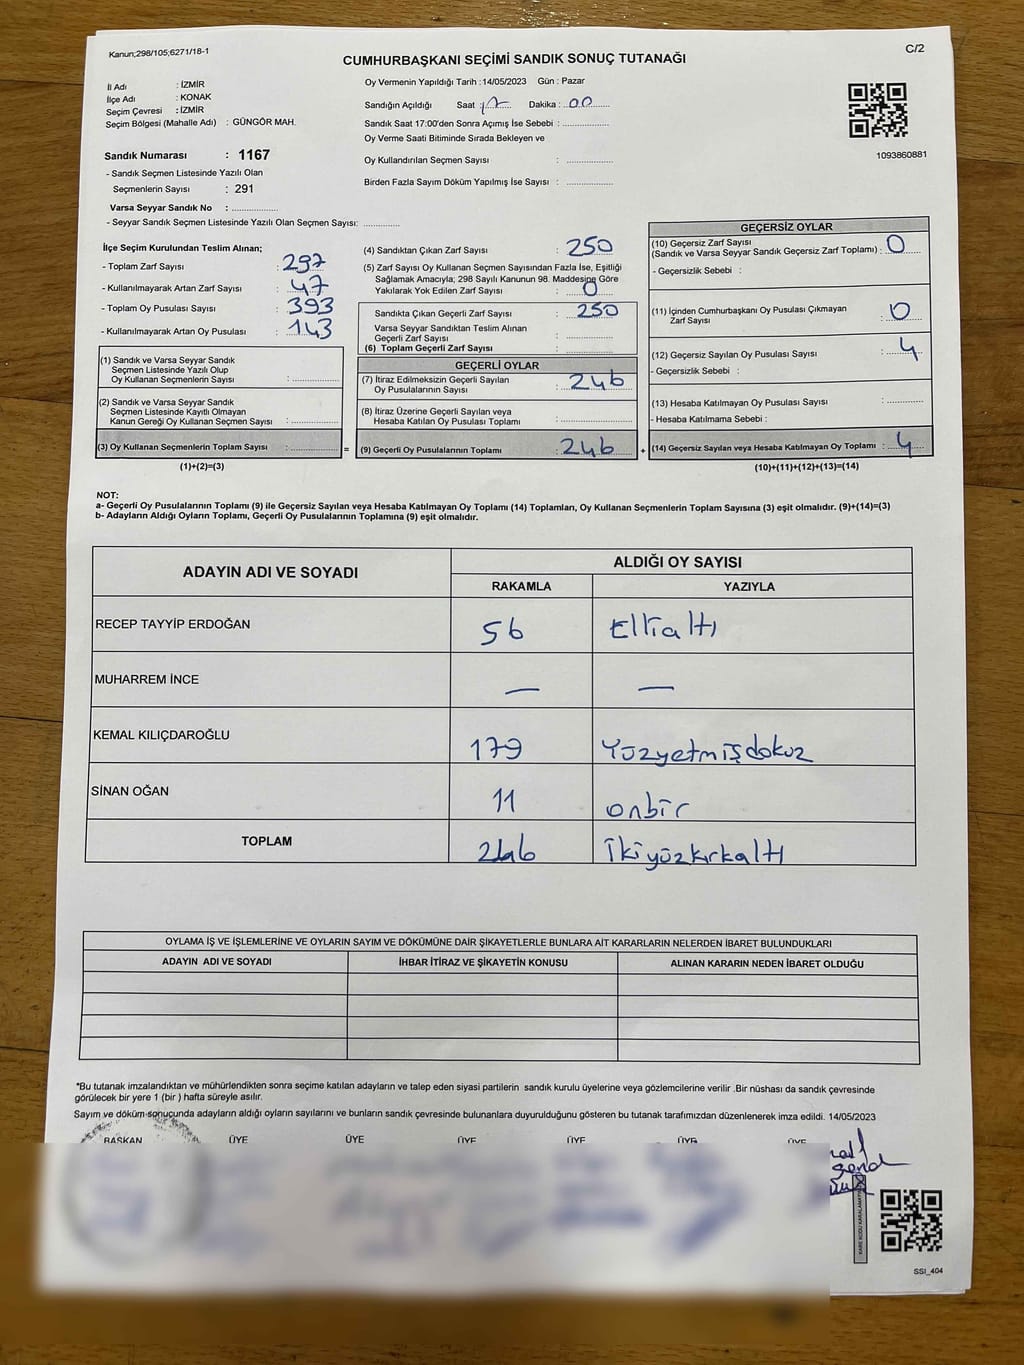 Kanun;298/105;6271/18-1
C/2
CUMHURBAŞKANI SEÇİMİ SANDIK SONUÇ TUTANAĞI
İl Adı : İZMİR
İlçe Adı : KONAK
Seçim Çevresi : İZMİR
Seçim Bölgesi (Mahalle Adı) : GÜNGÖR MAH.
Sandık Numarası : 1167
- Sandık Seçmen Listesinde Yazılı Olan
Seçmenlerin Sayısı : 291
Varsa Seyyar Sandık No : ..............
- Seyyar Sandık Seçmen Listesinde Yazılı Olan Seçmen Sayısı: ............
Oy Vermenin Yapıldığı Tarih : 14/05/2023 Gün : Pazar
Sandığın Açıldığı Saat : 17 Dakika : 00
Sandık Saat 17:00'den Sonra Açımış İse Sebebi : ..............
Oy Verme Saati Bitiminde Sırada Bekleyen ve
Oy Kullandırılan Seçmen Sayısı : ..............
Birden Fazla Sayım Döküm Yapılmış İse Sayısı : ..............
1093860881
İlçe Seçim Kurulundan Teslim Alınan;
- Toplam Zarf Sayısı : 297
- Kullanılmayarak Artan Zarf Sayısı : 47
- Toplam Oy Pusulası Sayısı : 393
- Kullanılmayarak Artan Oy Pusulası : 143
(4) Sandıktan Çıkan Zarf Sayısı : 250
(5) Zarf Sayısı Oy Kullanan Seçmen Sayısından Fazla İse, Eşitliği
Sağlamak Amacıyla; 298 Sayılı Kanunun 98. Maddesine Göre
Yakılarak Yok Edilen Zarf Sayısı : 0
Sandıkta Çıkan Geçerli Zarf Sayısı : 250
Varsa Seyyar Sandıktan Teslim Alınan
Geçerli Zarf Sayısı : ..............
(6) Toplam Geçerli Zarf Sayısı : ..............
GEÇERSİZ OYLAR
(10) Geçersiz Zarf Sayısı
(Sandık ve Varsa Seyyar Sandık Geçersiz Zarf Toplamı) : 0
- Geçersizlik Sebebi :
(11) İçinden Cumhurbaşkanı Oy Pusulası Çıkmayan
Zarf Sayısı : 0
(12) Geçersiz Sayılan Oy Pusulası Sayısı : 4
- Geçersizlik Sebebi :
(13) Hesaba Katılmayan Oy Pusulası Sayısı : ..............
- Hesaba Katılmama Sebebi :
(14) Geçersiz Sayılan veya Hesaba Katılmayan Oy Toplamı : 4
(10)+(11)+(12)+(13)=(14)
(1) Sandık ve Varsa Seyyar Sandık
Seçmen Listesinde Yazılı Olup
Oy Kullanan Seçmenlerin Sayısı : ..............
(2) Sandık ve Varsa Seyyar Sandık
Seçmen Listesinde Kayıtlı Olmayan
Kanun Gereği Oy Kullanan Seçmen Sayısı : ..............
(3) Oy Kullanan Seçmenlerin Toplam Sayısı : .............. =
(1)+(2)=(3)
GEÇERLİ OYLAR
(7) İtiraz Edilmeksizin Geçerli Sayılan
Oy Pusulalarının Sayısı : 246
(8) İtiraz Üzerine Geçerli Sayılan veya
Hesaba Katılan Oy Pusulası Toplamı : ..............
(9) Geçerli Oy Pusulalarının Toplamı : 246 +
NOT:
a- Geçerli Oy Pusulalarının Toplamı (9) ile Geçersiz Sayılan veya Hesaba Katılmayan Oy Toplamı (14) Toplamları, Oy Kullanan Seçmenlerin Toplam Sayısına (3) eşit olmalıdır. (9)+(14)=(3)
b- Adayların Aldığı Oyların Toplamı, Geçerli Oy Pusulalarının Toplamına (9) eşit olmalıdır.
ADAYIN ADI VE SOYADI
ALDIĞI OY SAYISI
RAKAMLA YAZIYLA
RECEP TAYYİP ERDOĞAN 56 Ellialtı
MUHARREM İNCE — —
KEMAL KILIÇDAROĞLU 179 Yüzyetmişdokuz
SİNAN OĞAN 11 onbir
TOPLAM 246 ikiyüzkırkaltı
OYLAMA İŞ VE İŞLEMLERİNE VE OYLARIN SAYIM VE DÖKÜMÜNE DAİR ŞİKAYETLERLE BUNLARA AİT KARARLARIN NELERDEN İBARET BULUNDUKLARI
ADAYIN ADI VE SOYADI İHBAR İTİRAZ VE ŞİKAYETİN KONUSU ALINAN KARARIN NEDEN İBARET OLDUĞU
*Bu tutanak imzalandıktan ve mühürlendikten sonra seçime katılan adayların ve talep eden siyasi partilerin sandık kurulu üyelerine veya gözlemcilerine verilir .Bir nüshası da sandık çevresinde
görülecek bir yere 1 (bir ) hafta süreyle asılır.
Sayım ve döküm sonuçunda adayların aldığı oyların sayılarını ve bunların sandık çevresinde bulunanlara duyurulduğunu gösteren bu tutanak tarafımızdan düzenlenerek imza edildi. 14/05/2023
BAŞKAN ÜYE ÜYE ÜYE ÜYE ÜYE ÜYE
SSI_404